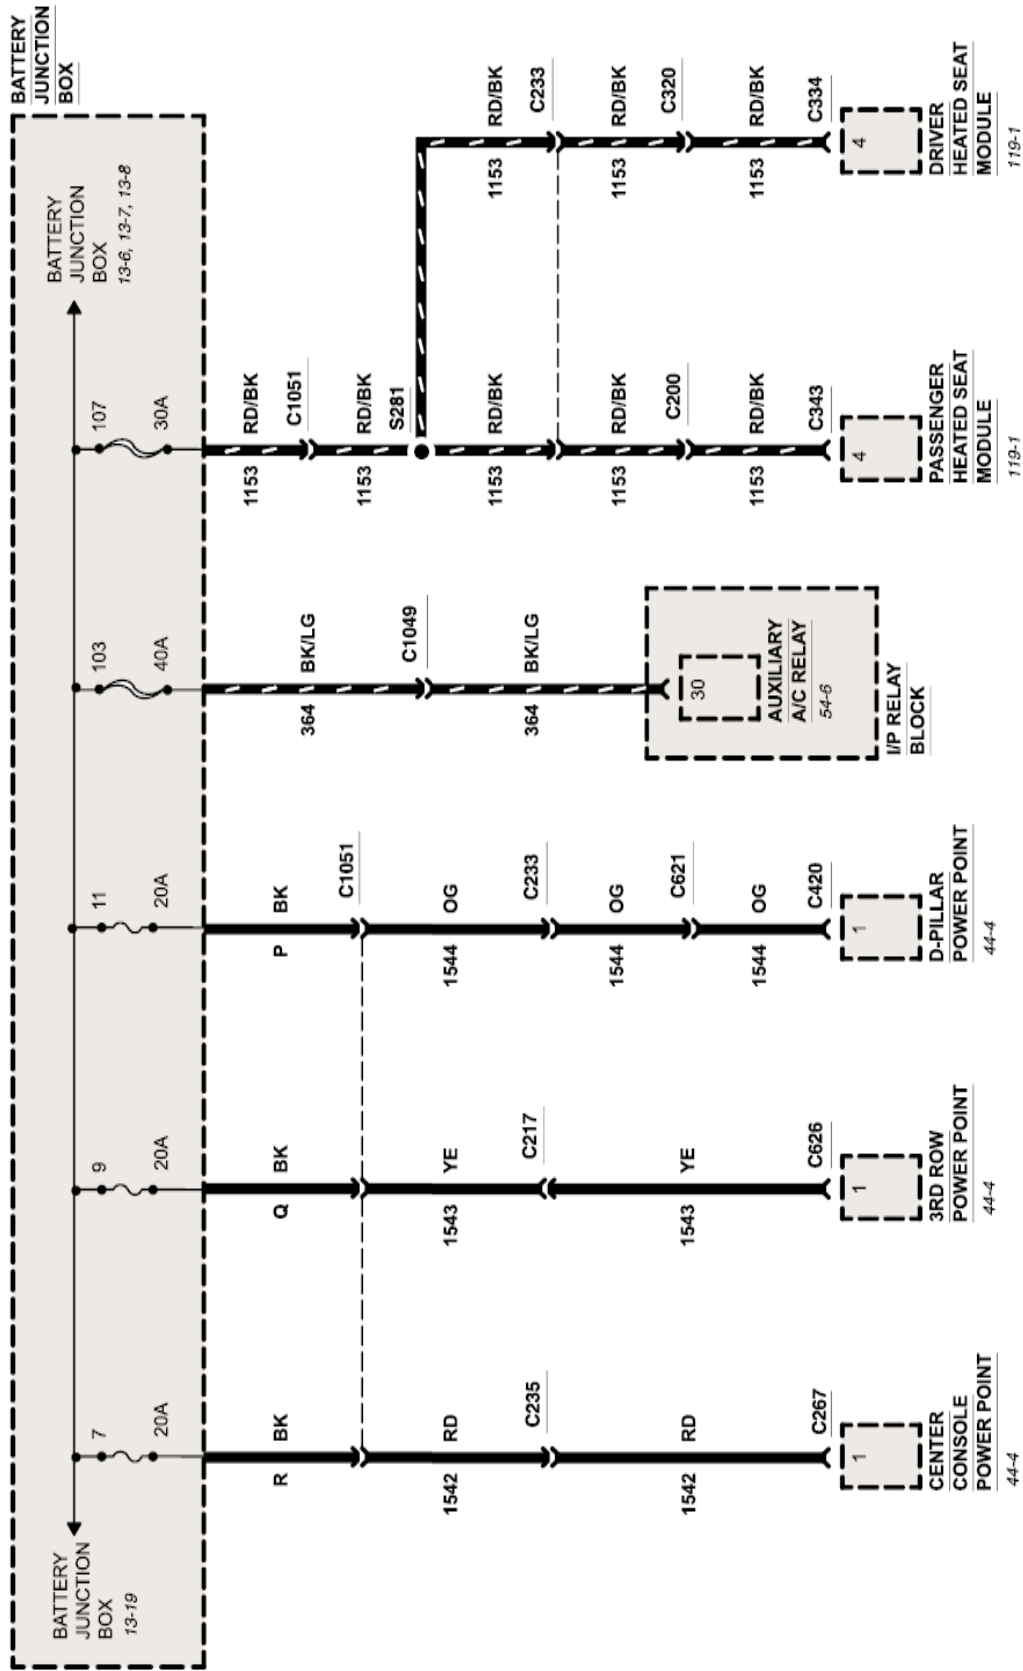 BATTERY
JUNCTION
BOX
BATTERY
JUNCTION
BOX
13-19
BATTERY
JUNCTION
BOX
13-6, 13-7, 13-8
7
20A
9
20A
11
20A
103
40A
107
30A
R
BK
1542
RD
C235
1542
RD
C267
1
CENTER
CONSOLE
POWER POINT
44-4
Q
BK
1543
YE
C217
1543
YE
C626
1
3RD ROW
POWER POINT
44-4
P
BK
C1051
1544
OG
C233
1544
OG
C621
1544
OG
C420
1
D-PILLAR
POWER POINT
44-4
364
BK/LG
C1049
364
BK/LG
30
AUXILIARY
A/C RELAY
54-6
I/P RELAY
BLOCK
1153
RD/BK
C1051
1153
RD/BK
S281
1153
RD/BK
1153
RD/BK
C200
1153
RD/BK
C343
4
PASSENGER
HEATED SEAT
MODULE
119-1
1153
RD/BK
C233
1153
RD/BK
C320
1153
RD/BK
C334
4
DRIVER
HEATED SEAT
MODULE
119-1